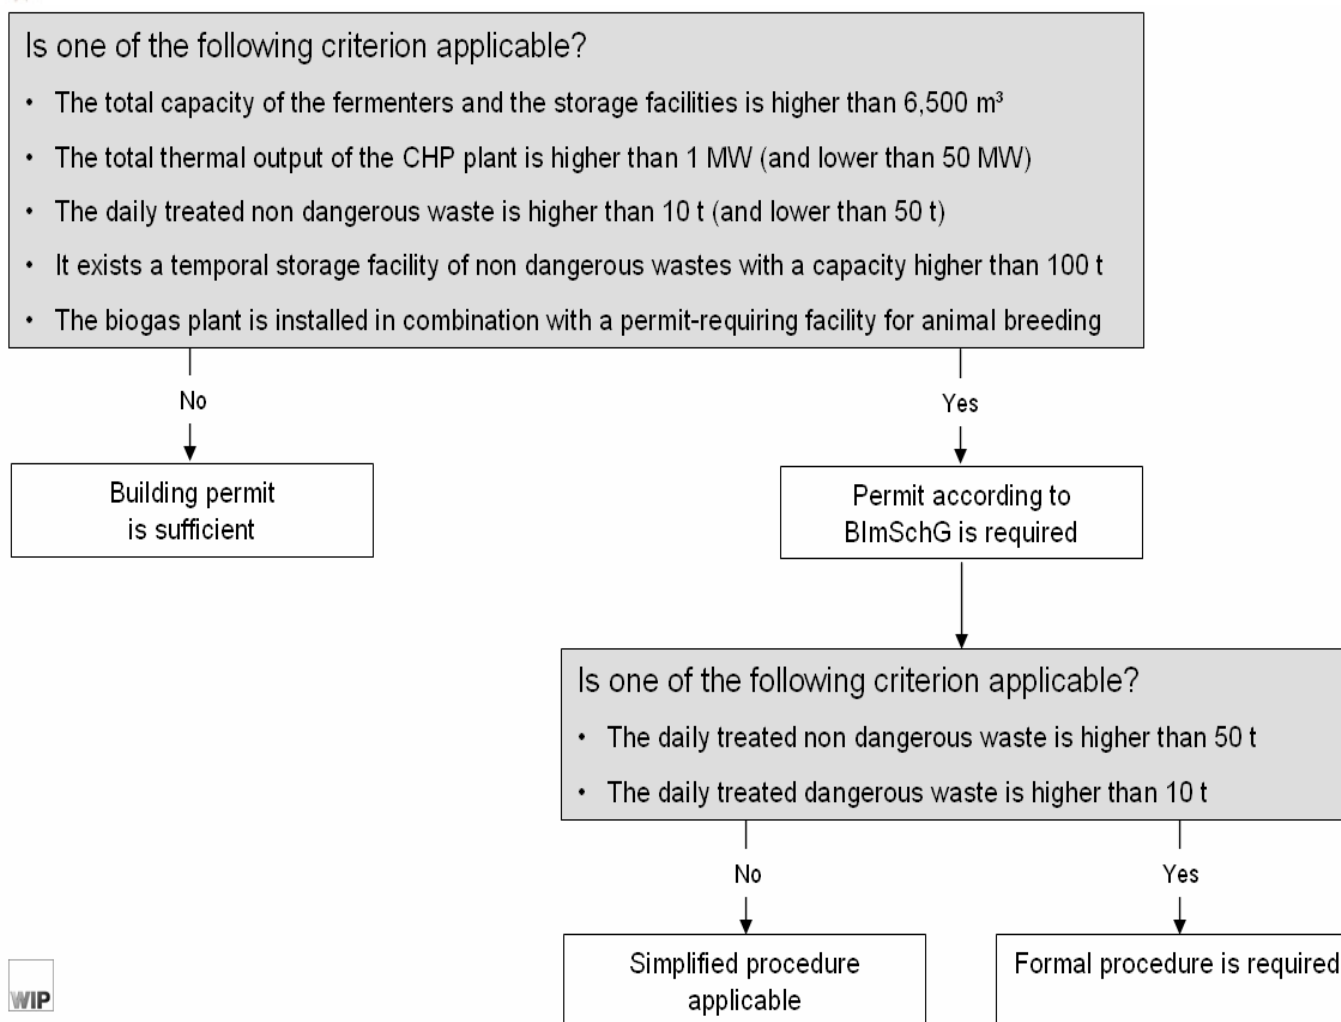 Is one of the following criterion applicable?
• The total capacity of the fermenters and the storage facilities is higher than 6,500 m³
• The total thermal output of the CHP plant is higher than 1 MW (and lower than 50 MW)
• The daily treated non dangerous waste is higher than 10 t (and lower than 50 t)
• It exists a temporal storage facility of non dangerous wastes with a capacity higher than 100 t
• The biogas plant is installed in combination with a permit-requiring facility for animal breeding
No
Yes
Building permit
is sufficient
Permit according to
BImSchG is required
Is one of the following criterion applicable?
• The daily treated non dangerous waste is higher than 50 t
• The daily treated dangerous waste is higher than 10 t
No
Yes
Simplified procedure
applicable
Formal procedure is required
WIP